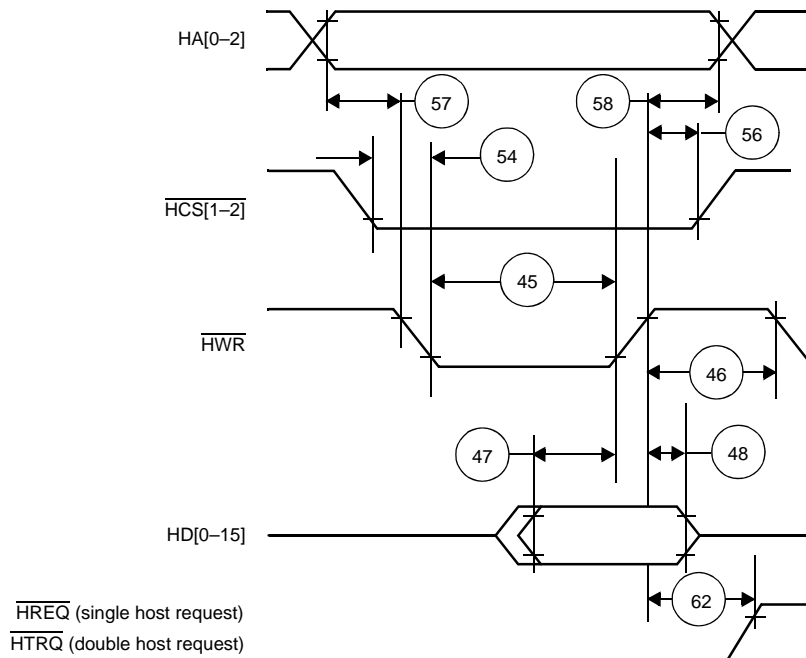 HA[0–2]
57
58
56
54
HCS[1–2]
45
HWR
46
47
48
HD[0–15]
62
HREQ (single host request)
HTRQ (double host request)